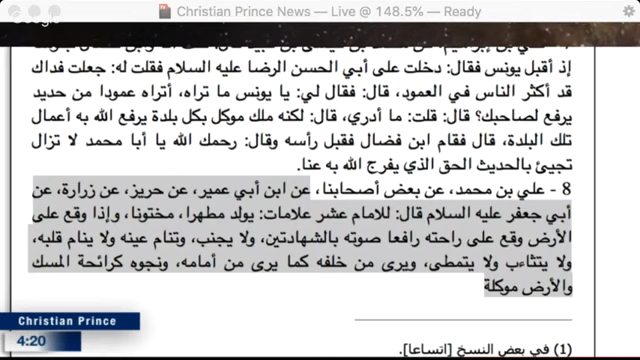 Christian Prince News — Live @ 148.5% — Ready
إذ أقبل يونس فقال: دخلت على أبي الحسن الرضا عليه السلام فقلت له: جعلت فداك
قد أكثر الناس في العمود، قال: فقال لي: يا يونس ما تراه، أتراه عمودا من حديد
يرفع لصاحبك؟ قال: قلت: ما أدري، قال: لكنه ملك موكل بكل بلدة يرفع الله به أعمال
تلك البلدة، قال: فقام ابن فضال فقبل رأسه وقال: رحمك الله يا أبا محمد لا تزال
تجيئ بالحديث الحق الذي يفرج الله به عنا.
8 - علي بن محمد، عن بعض أصحابنا، عن ابن أبي عمير، عن حريز، عن زرارة، عن
أبي جعفر عليه السلام قال: للامام عشر علامات: يولد مطهرا، مختونا، وإذا وقع على
الأرض وقع على راحته رافعا صوته بالشهادتين، ولا يجنب، وتنام عينه ولا ينام قلبه،
ولا يتثاءب ولا يتمطى، ويرى من خلفه كما يرى من أمامه، ونجوه كرائحة المسك
والأرض موكلة
Christian Prince
4:20
(1) في بعض النسخ [اتساعا].